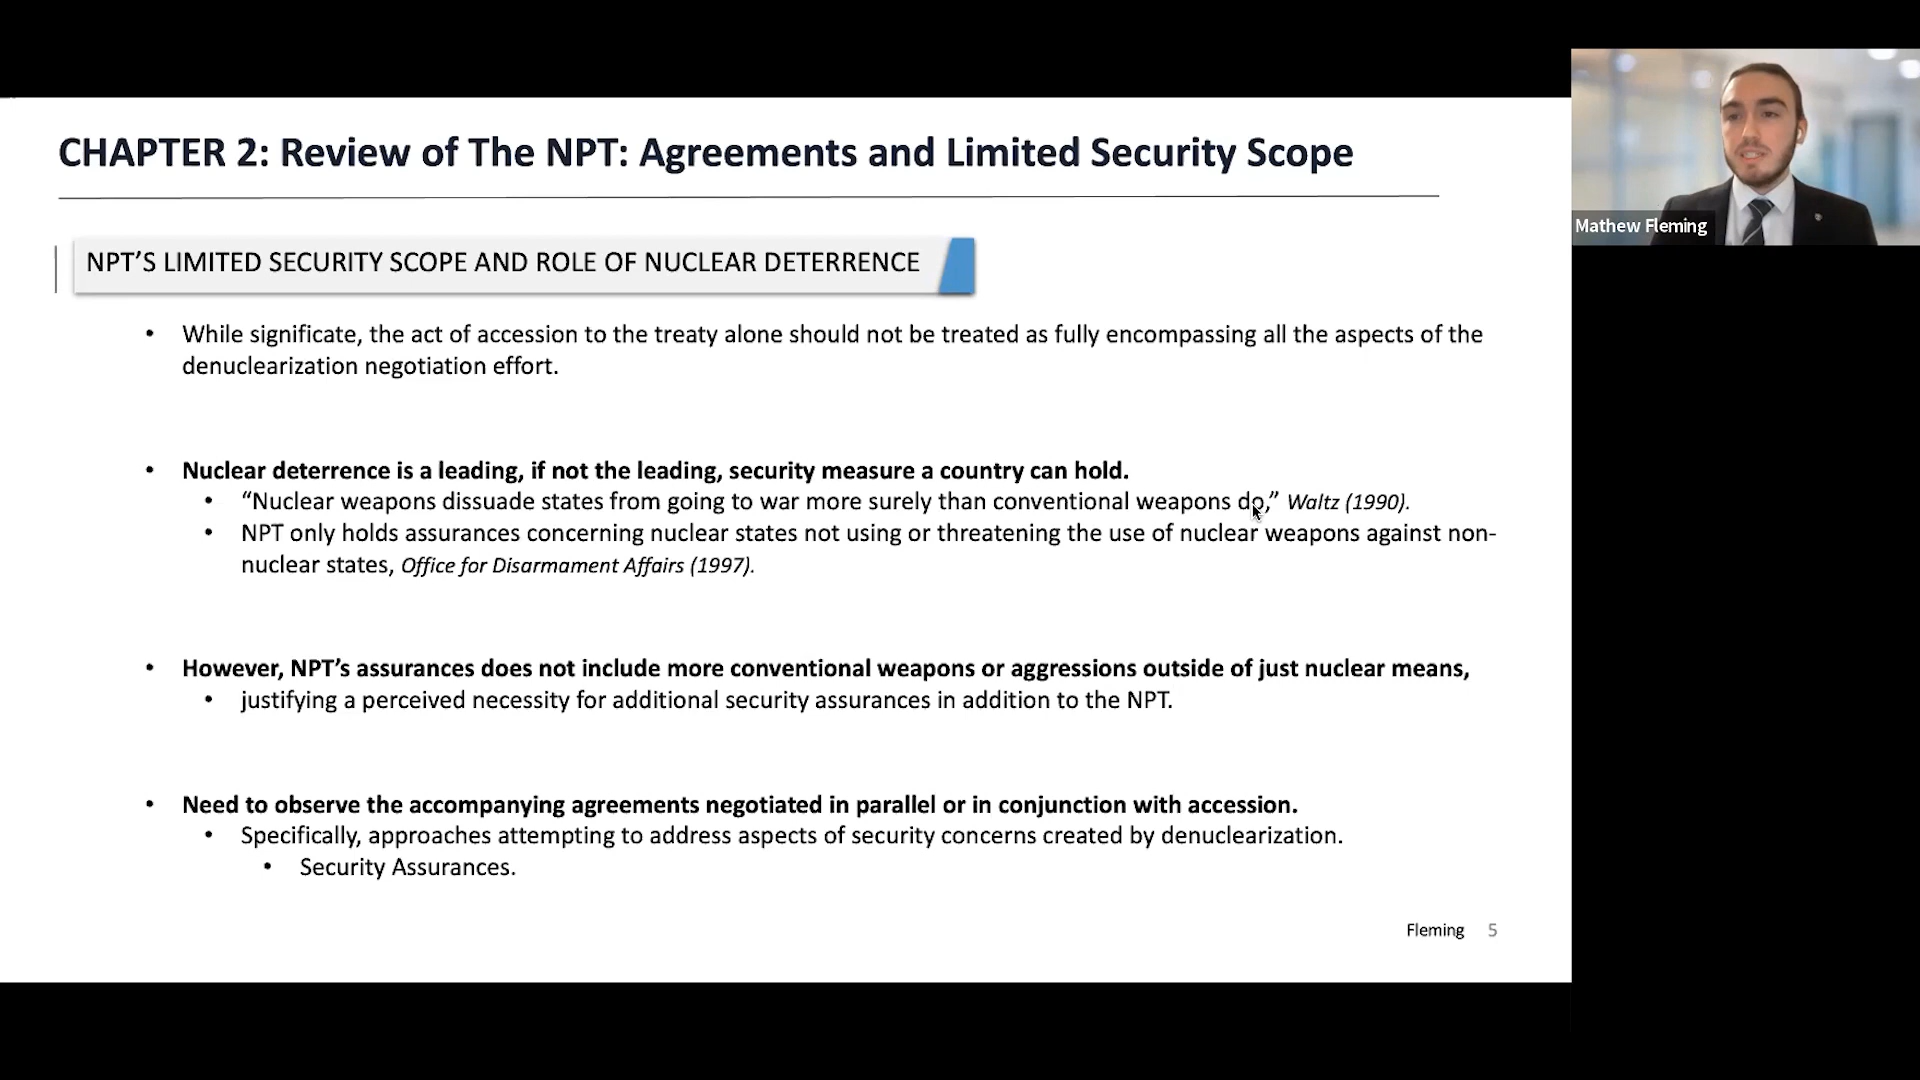 CHAPTER 2: Review of The NPT: Agreements and Limited Security Scope
Mathew Fleming
NPT’S LIMITED SECURITY SCOPE AND ROLE OF NUCLEAR DETERRENCE
• While significate, the act of accession to the treaty alone should not be treated as fully encompassing all the aspects of the
denuclearization negotiation effort.
• Nuclear deterrence is a leading, if not the leading, security measure a country can hold.
• “Nuclear weapons dissuade states from going to war more surely than conventional weapons do,” Waltz (1990).
• NPT only holds assurances concerning nuclear states not using or threatening the use of nuclear weapons against non-
nuclear states, Office for Disarmament Affairs (1997).
• However, NPT’s assurances does not include more conventional weapons or aggressions outside of just nuclear means,
• justifying a perceived necessity for additional security assurances in addition to the NPT.
• Need to observe the accompanying agreements negotiated in parallel or in conjunction with accession.
• Specifically, approaches attempting to address aspects of security concerns created by denuclearization.
• Security Assurances.
Fleming 5